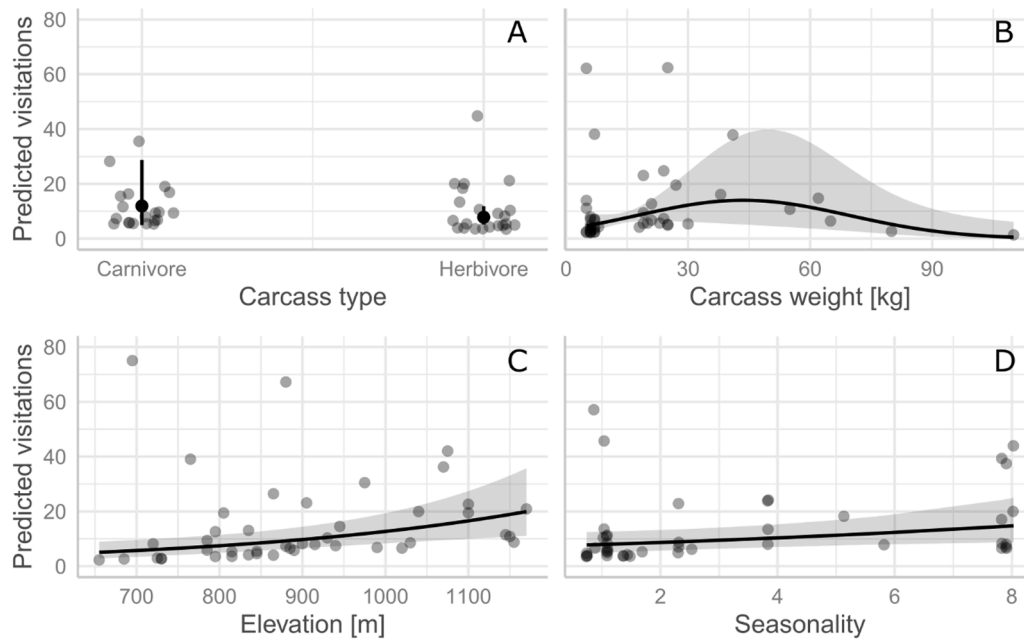 A
B
Predicted visitations
80
60
40
20
0
Carnivore
Herbivore
Carcass type
0
30
60
90
Carcass weight [kg]
C
D
Predicted visitations
80
60
40
20
0
700
800
900
1000
1100
Elevation [m]
2
4
6
8
Seasonality